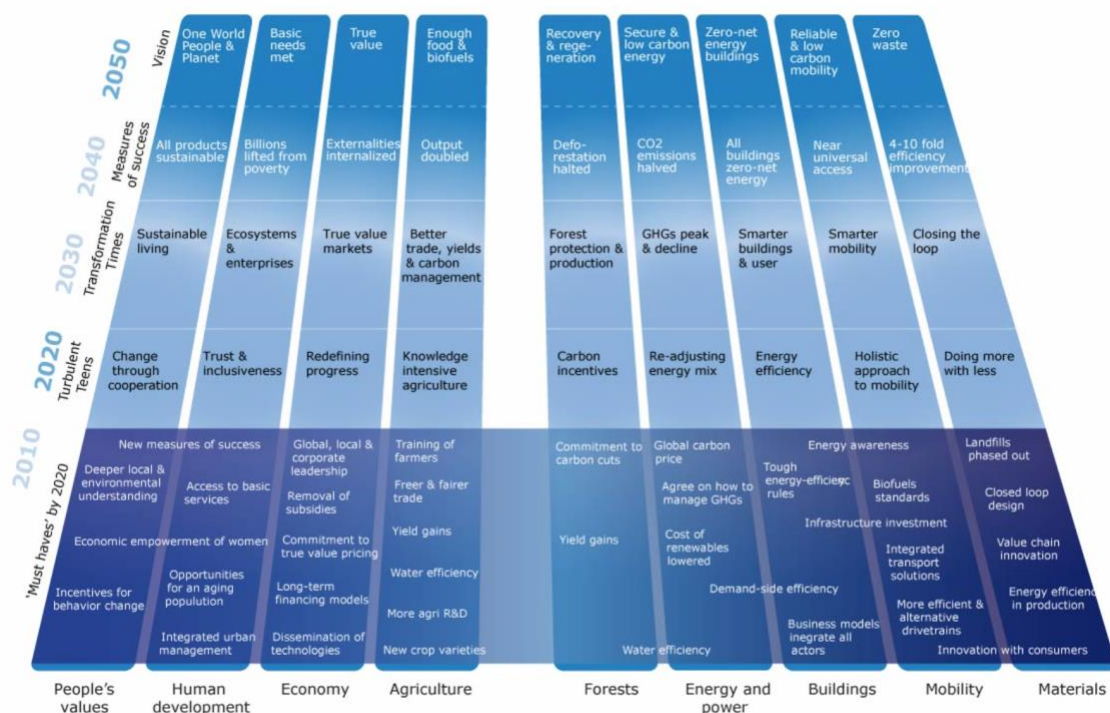 2050
Vision
One World
People &
Planet
Basic
needs
met
True
value
Enough
food &
biofuels
Recovery
& rege-
neration
Secure &
low carbon
energy
Zero-net
energy
buildings
Reliable
& low
carbon
mobility
Zero
waste
2040
Measures
of success
All products
sustainable
Billions
lifted from
poverty
Externalities
internalized
Output
doubled
Defo-
restation
halted
CO2
emissions
halved
All
buildings
zero-net
energy
Near
universal
access
4-10 fold
efficiency
improvement
2030
Transformation
Times
Sustainable
living
Ecosystems
&
enterprises
True value
markets
Better
trade, yields
& carbon
management
Forest
protection &
production
GHGs peak
& decline
Smarter
buildings
& user
Smarter
mobility
Closing the
loop
2020
Turbulent
Teens
Change
through
cooperation
Trust &
inclusiveness
Redefining
progress
Knowledge
intensive
agriculture
Carbon
incentives
Re-adjusting
energy mix
Energy
efficiency
Holistic
approach
to mobility
Doing more
with less
2010
'Must haves' by 2020
New measures of success
Deeper local &
environmental
understanding
Access to basic
services
Economic empowerment of women
Incentives for
behavior change
Opportunities
for an aging
population
Integrated urban
management
Global, local &
corporate
leadership
Removal of
subsidies
Commitment to
true value pricing
Long-term
financing models
Dissemination of
technologies
Training of
farmers
Freer & fairer
trade
Yield gains
Water efficiency
More agri R&D
New crop varieties
Commitment to
carbon cuts
Yield gains
Water efficiency
Global carbon
price
Agree on how to
manage GHGs
Cost of
renewables
lowered
Demand-side efficiency
Energy awareness
Tough
energy-efficiency
rules
Infrastructure investment
Business models
inegrate all
actors
Biofuels
standards
Integrated
transport
solutions
More efficient &
alternative
drivetrains
Innovation with consumers
Landfills
phased out
Closed loop
design
Value chain
innovation
Energy efficienc
in production
People's
values
Human
development
Economy
Agriculture
Forests
Energy and
power
Buildings
Mobility
Materials